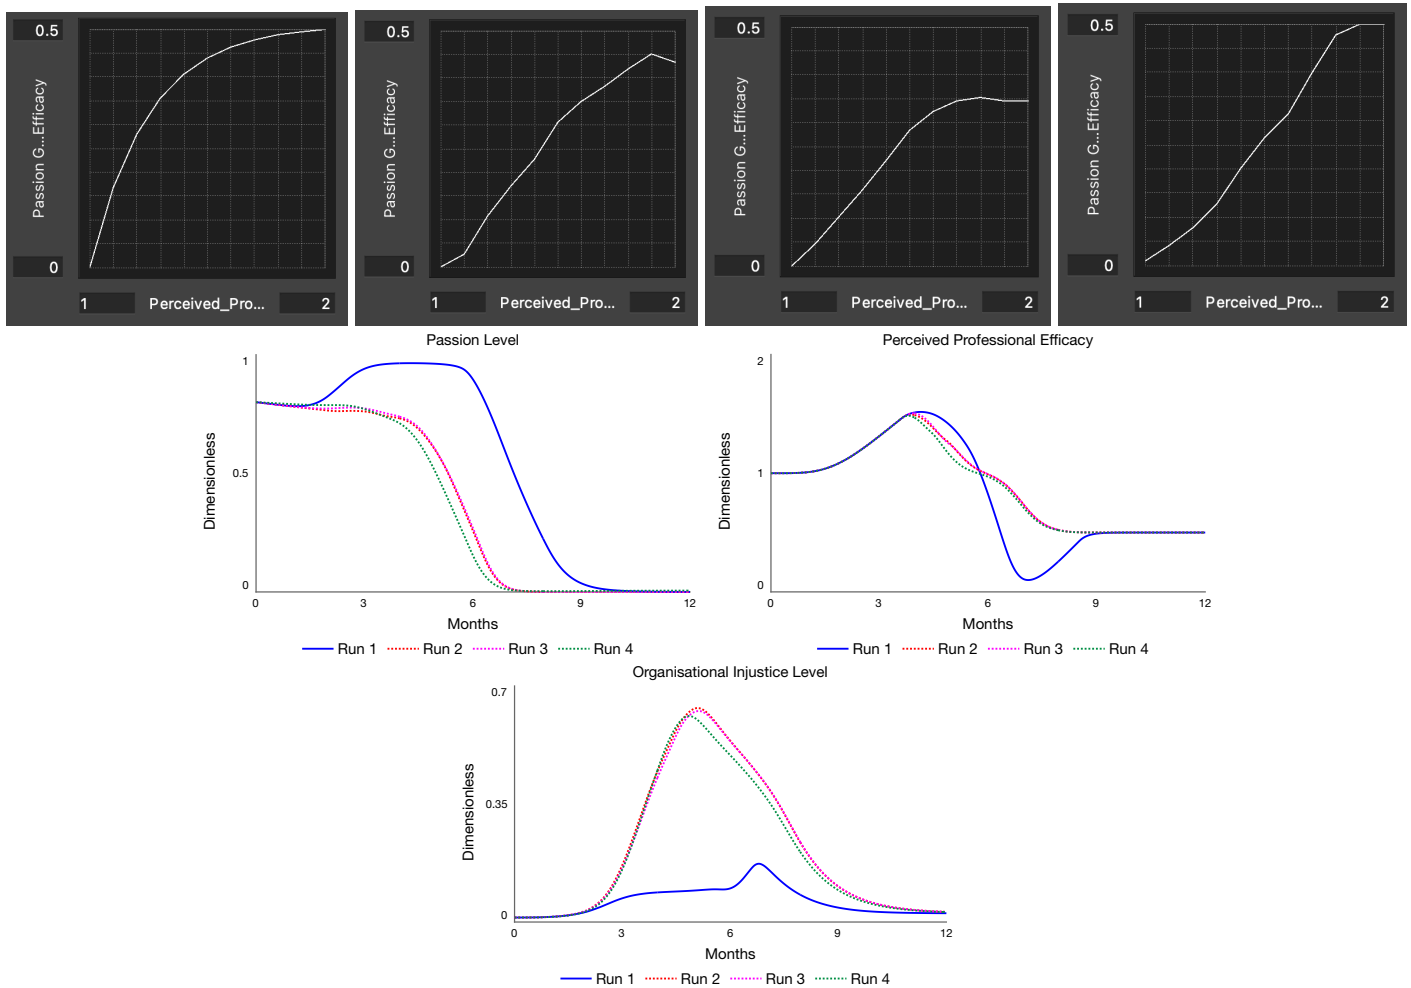 0.5
Passion G...Efficacy
0
1 Perceived_Pro... 2
0.5
Passion G...Efficacy
0
1 Perceived_Pro... 2
0.5
Passion G...Efficacy
0
1 Perceived_Pro... 2
0.5
Passion G...Efficacy
0
1 Perceived_Pro... 2
Passion Level
1
0.5
0
Dimensionless
0 3 6 9 12
Months
Run 1 Run 2 Run 3 Run 4
Perceived Professional Efficacy
2
1
0
Dimensionless
0 3 6 9 12
Months
Run 1 Run 2 Run 3 Run 4
Organisational Injustice Level
0.7
0.35
0
Dimensionless
0 3 6 9 12
Months
Run 1 Run 2 Run 3 Run 4